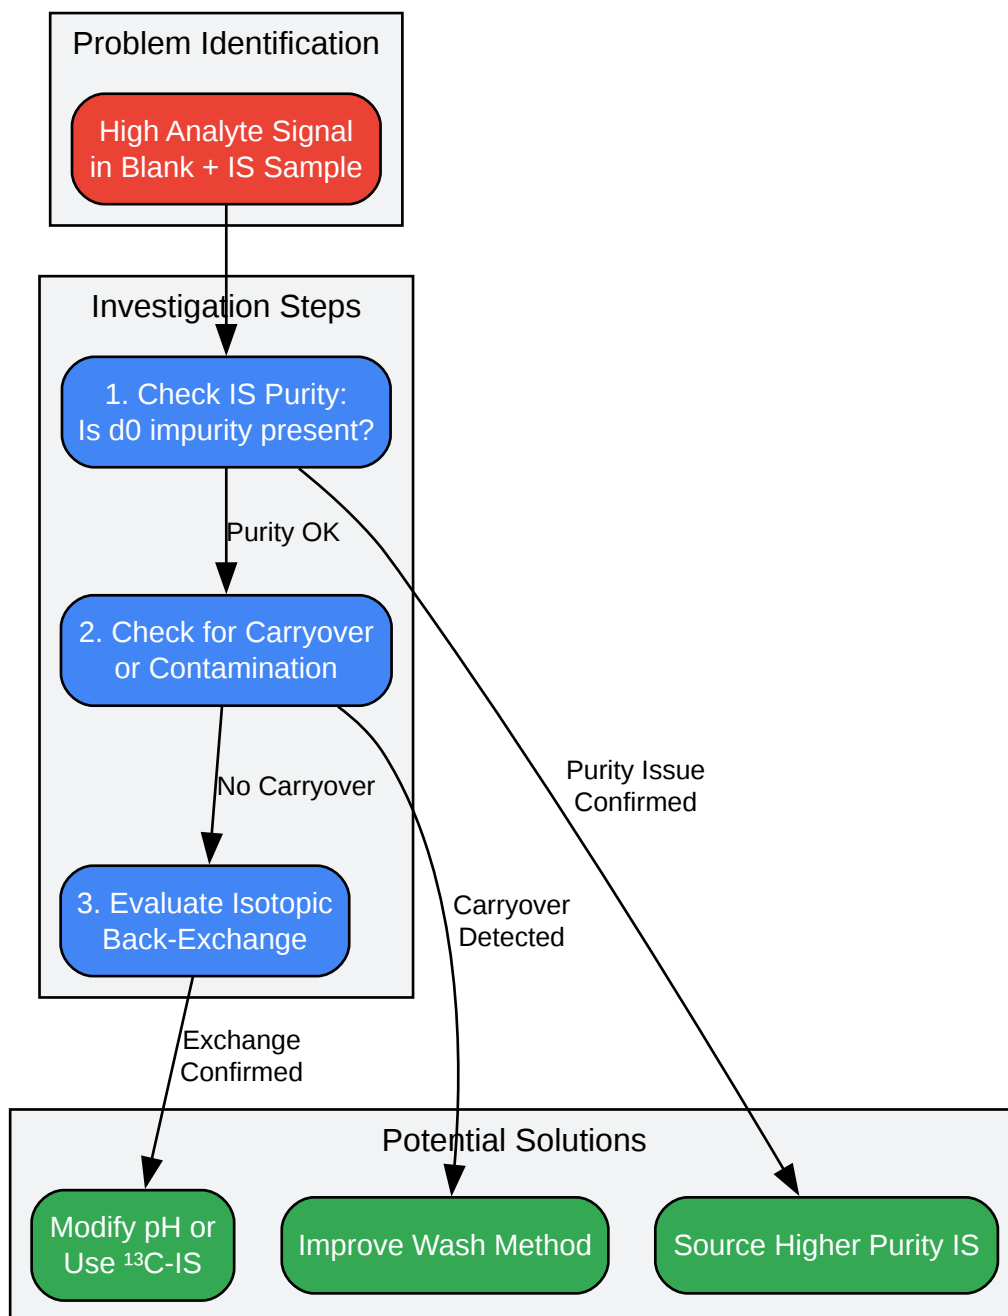 Problem Identification
High Analyte Signal
in Blank + IS Sample
Investigation Steps
1. Check IS Purity:
Is d0 impurity present?
Purity OK
2. Check for Carryover
or Contamination
No Carryover
Purity Issue
Confirmed
3. Evaluate Isotopic
Back-Exchange
Carryover
Detected
Exchange
Confirmed
Potential Solutions
Modify pH or
Use ¹³C-IS
Improve Wash Method
Source Higher Purity IS